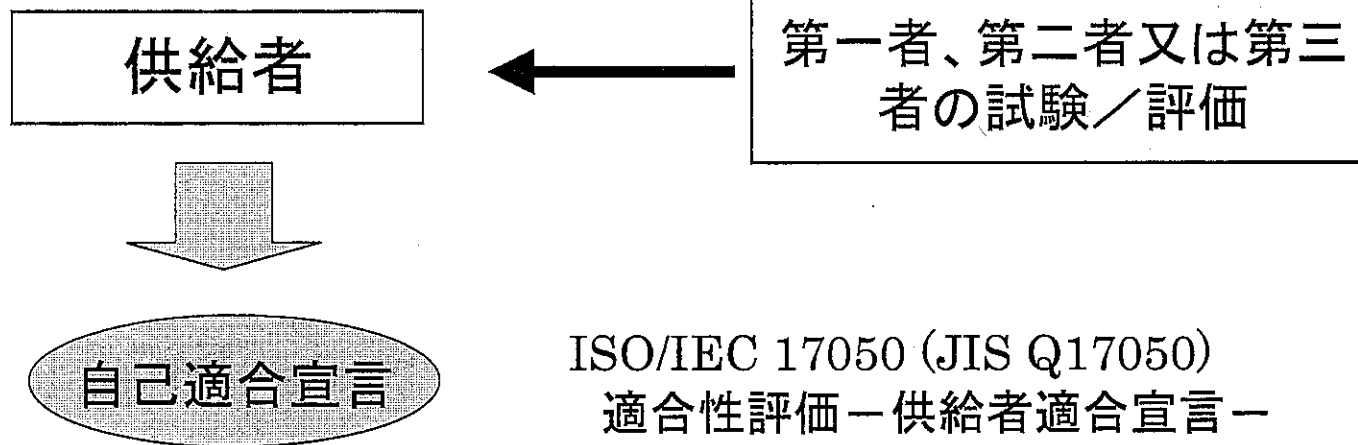 供給者
第一者、第二者又は第三
者の試験／評価
自己適合宣言
ISO/IEC 17050 (JIS Q17050)
適合性評価－供給者適合宣言－